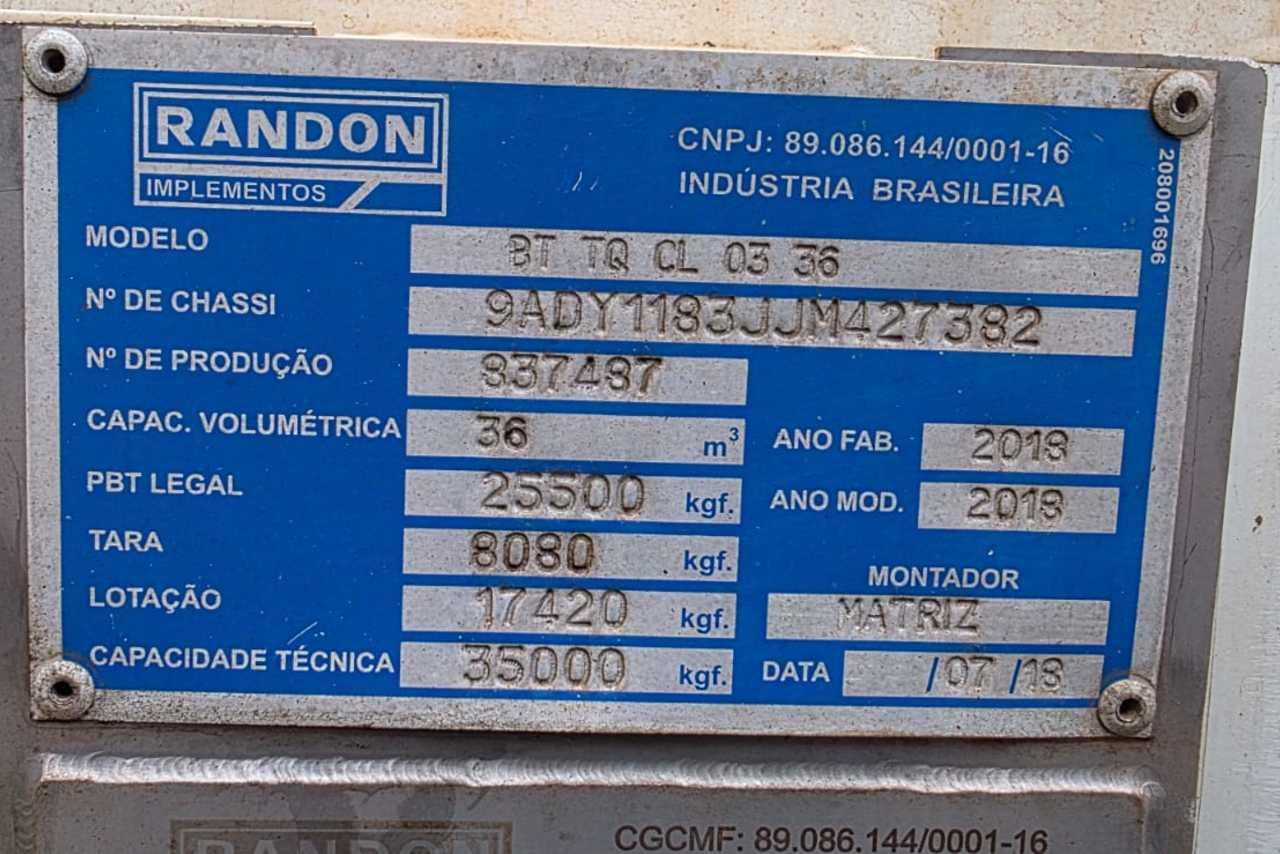 RANDON
IMPLEMENTOS
CNPJ: 89.086.144/0001-16
INDÚSTRIA BRASILEIRA
208001696
MODELO BT TQ CL 03 36
Nº DE CHASSI 9ADY1183JJM427382
Nº DE PRODUÇÃO 837487
CAPAC. VOLUMÉTRICA 36 m³ ANO FAB. 2018
PBT LEGAL 25500 kgf. ANO MOD. 2018
TARA 8080 kgf.
MONTADOR
LOTAÇÃO 17420 kgf. MATRIZ
CAPACIDADE TÉCNICA 35000 kgf. DATA /07 /18
RANDON
CGCMF: 89.086.144/0001-16